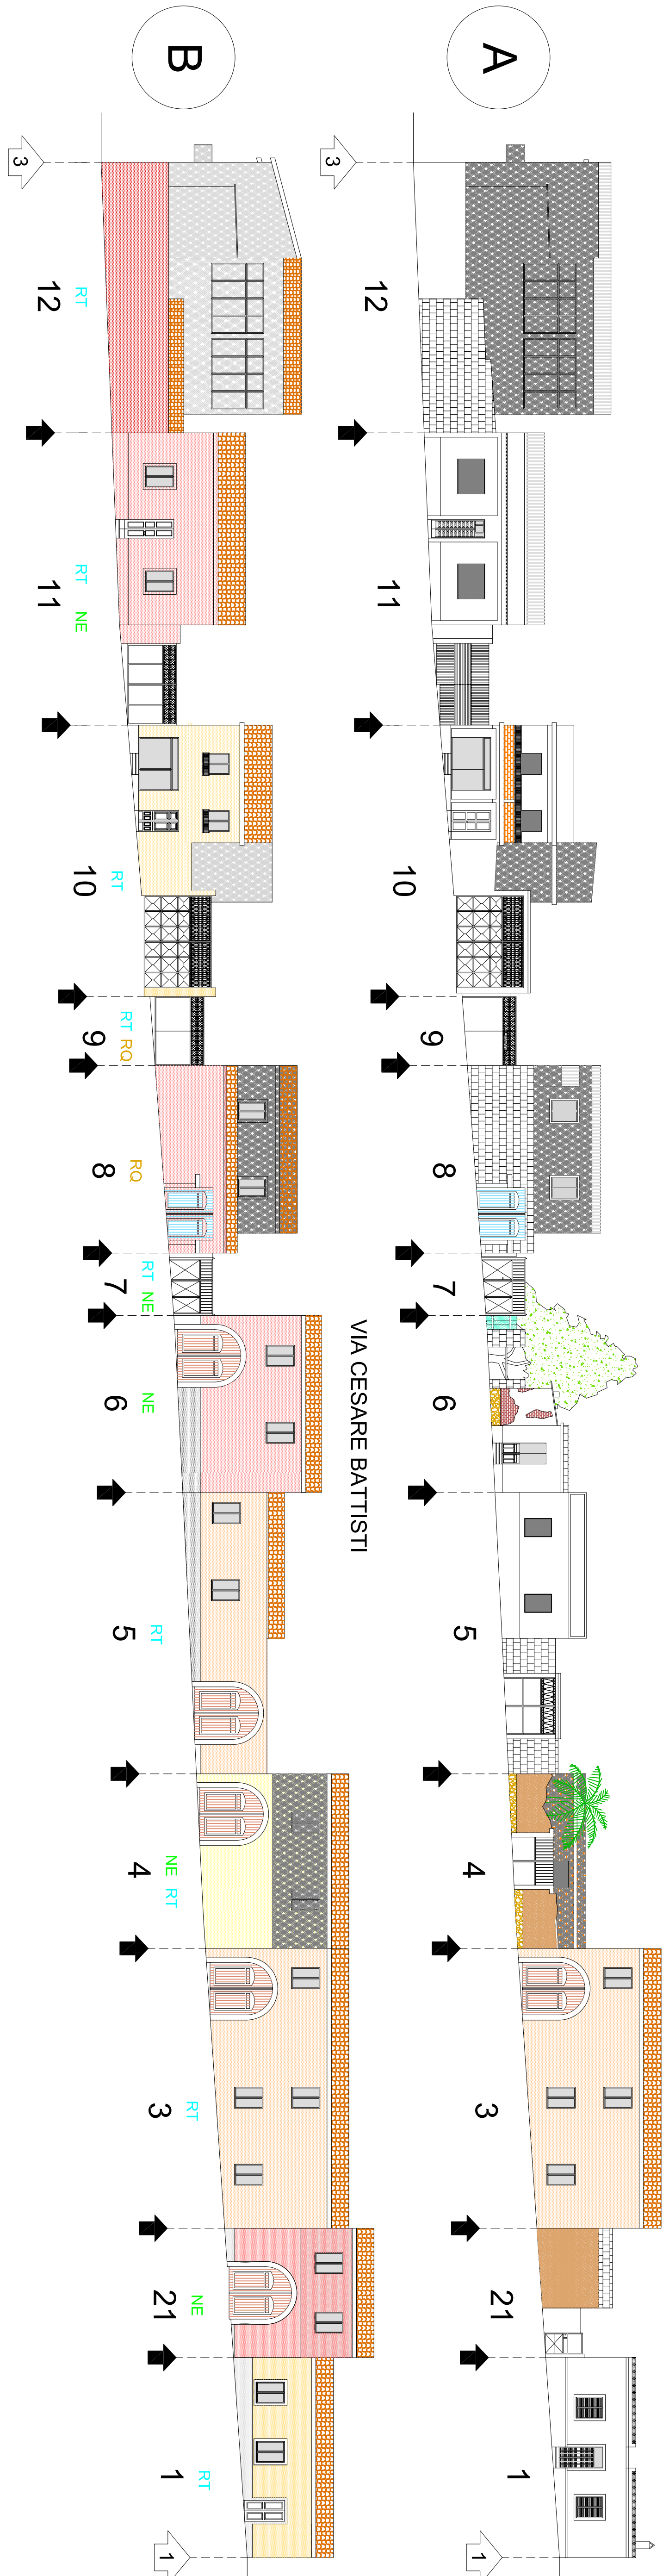 A
3 12 11 10 9 8 7 6 5 4 3 21 1 1
VIA CESARE BATTISTI
B
RT RT NE RT RT RQ RQ RT NE NE RT NE RT RT NE RT
3 12 11 10 9 8 7 6 5 4 3 21 1 1